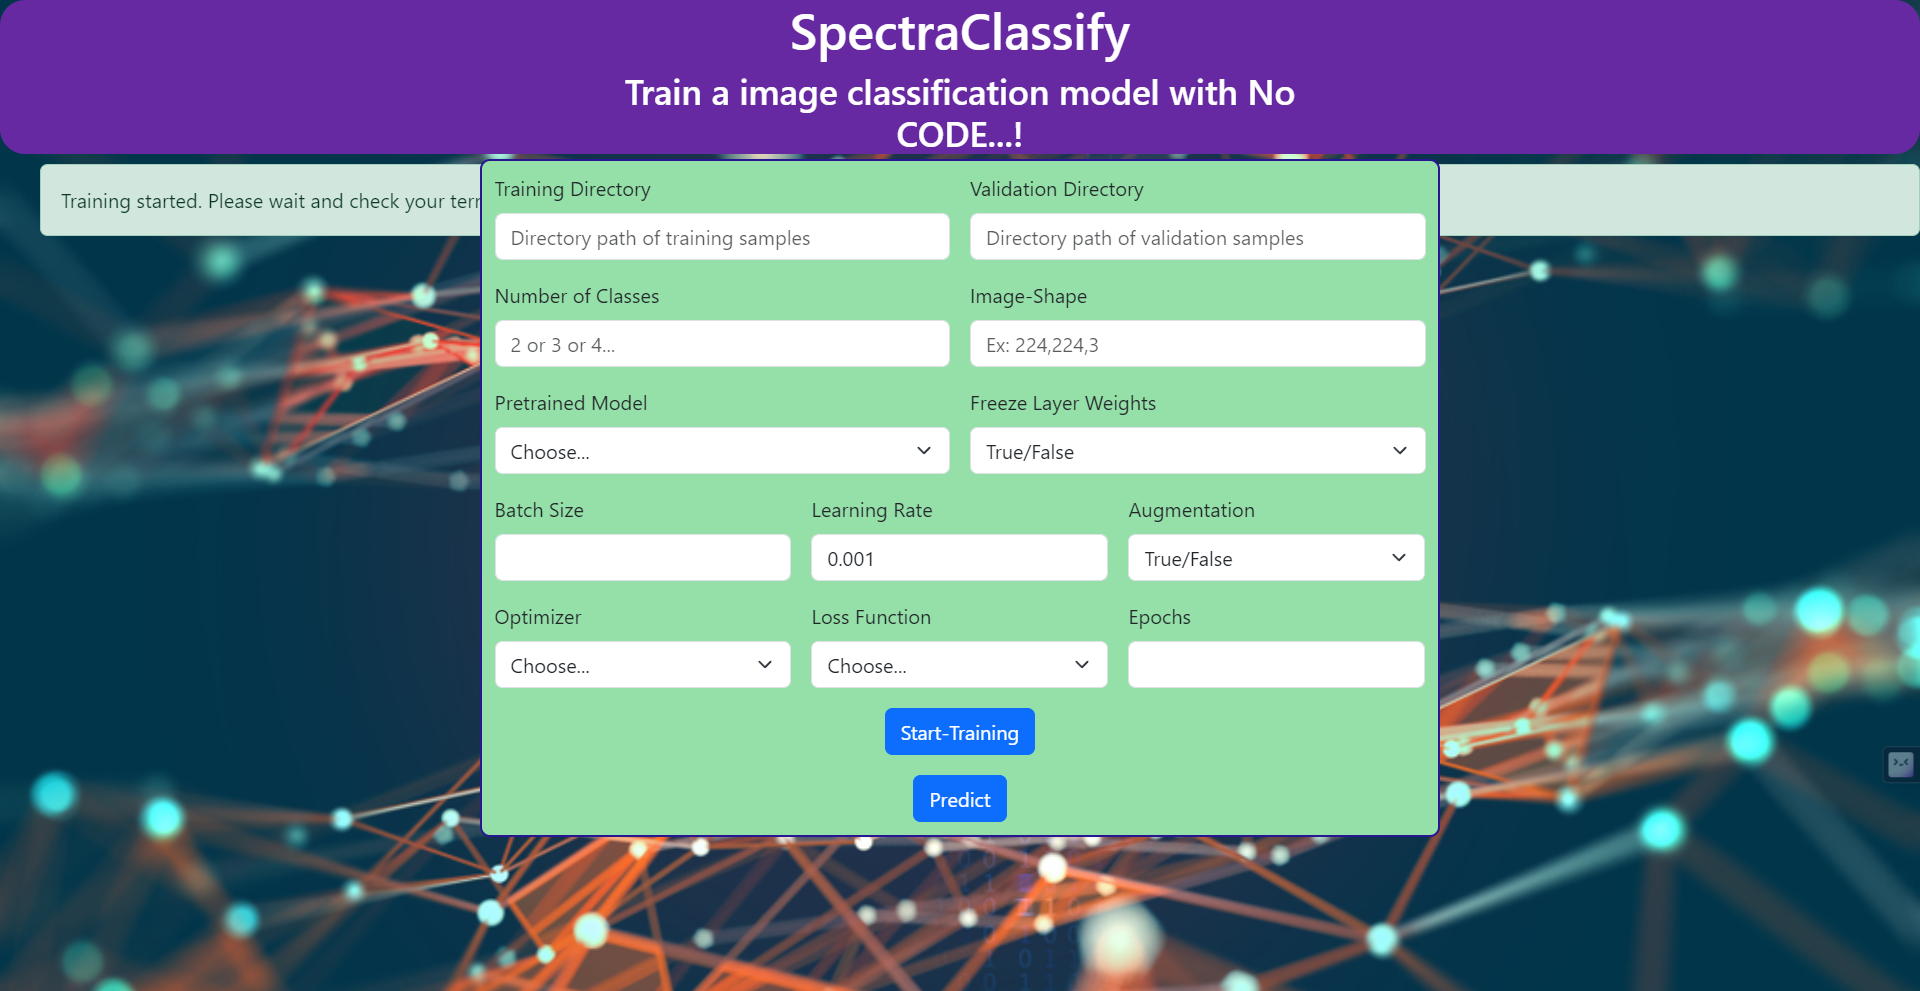 SpectraClassify
Train a image classification model with No
CODE...!
Training started. Please wait and check your
Training Directory
Validation Directory
Directory path of training samples
Directory path of validation samples
Number of Classes
Image-Shape
2 or 3 or 4...
Ex: 224,224,3
Pretrained Model
Freeze Layer Weights
Choose...
True/False
Batch Size
Learning Rate
Augmentation
0.001
True/False
Optimizer
Loss Function
Epochs
Choose...
Choose...
Start-Training
Predict